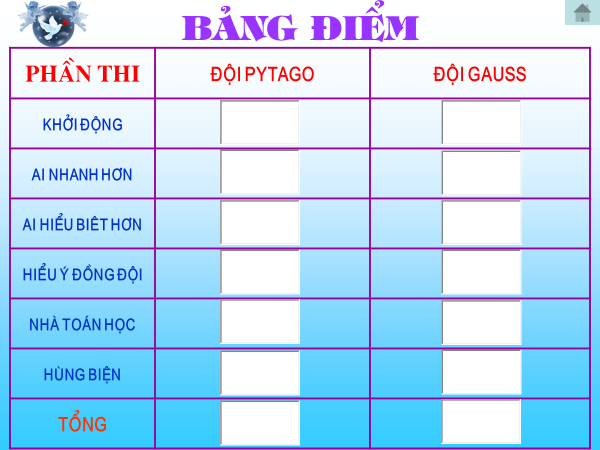 BẢNG ĐIỂM
PHẦN THI ĐỘI PYTAGO ĐỘI GAUSS
KHỞI ĐỘNG
AI NHANH HƠN
AI HIỂU BIÊT HƠN
HIỂU Ý ĐỒNG ĐỘI
NHÀ TOÁN HỌC
HÙNG BIỆN
TỔNG